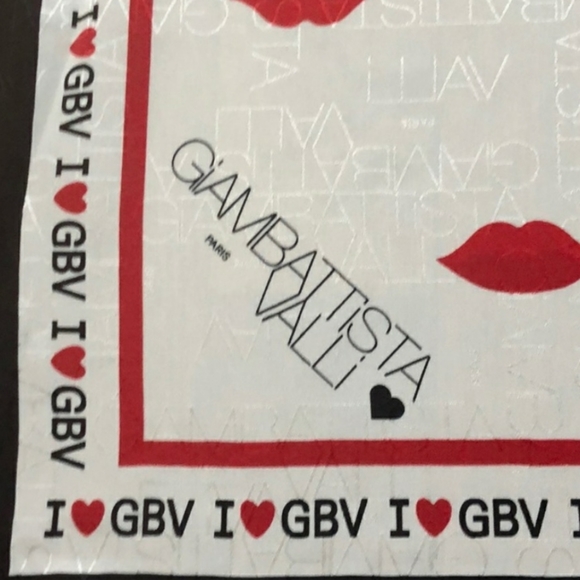 I ♥ GBV I ♥ GBV I ♥ GBV
GiAMBATTiSTA
PARIS
VALLi
I ♥ GBV I ♥ GBV I ♥ GBV I